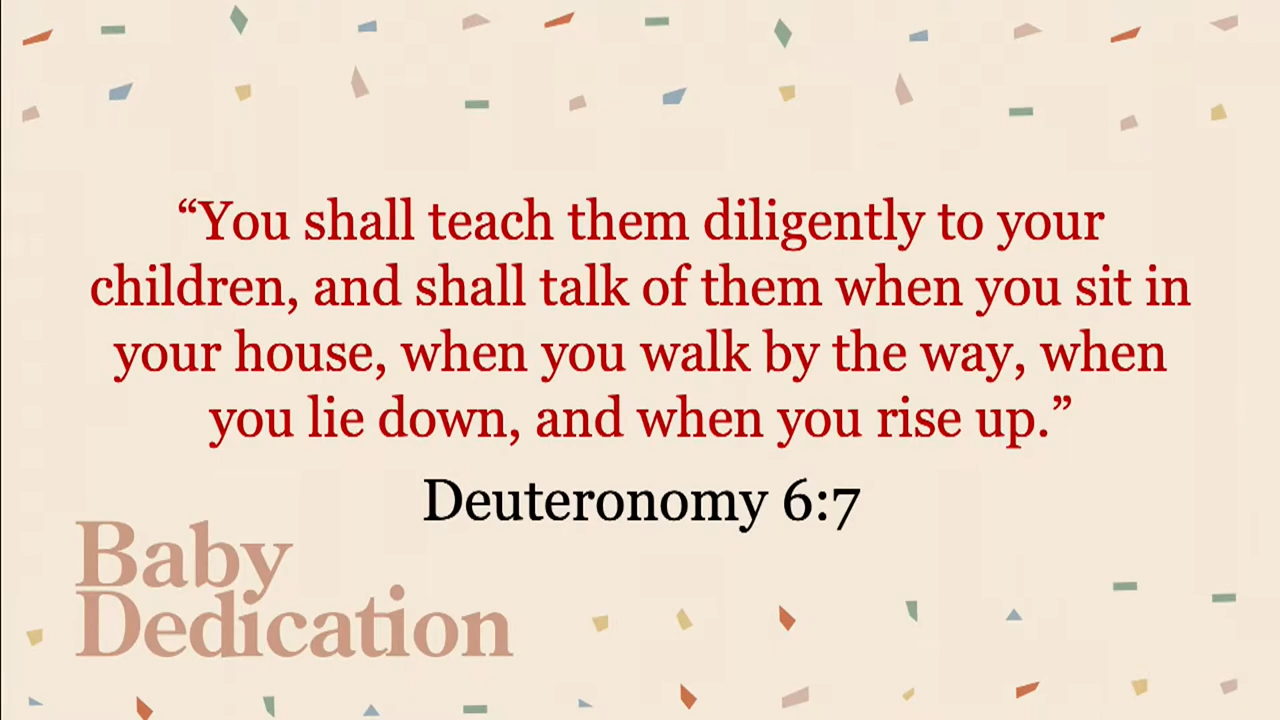 “You shall teach them diligently to your
children, and shall talk of them when you sit in
your house, when you walk by the way, when
you lie down, and when you rise up.”
Deuteronomy 6:7
Baby
Dedication